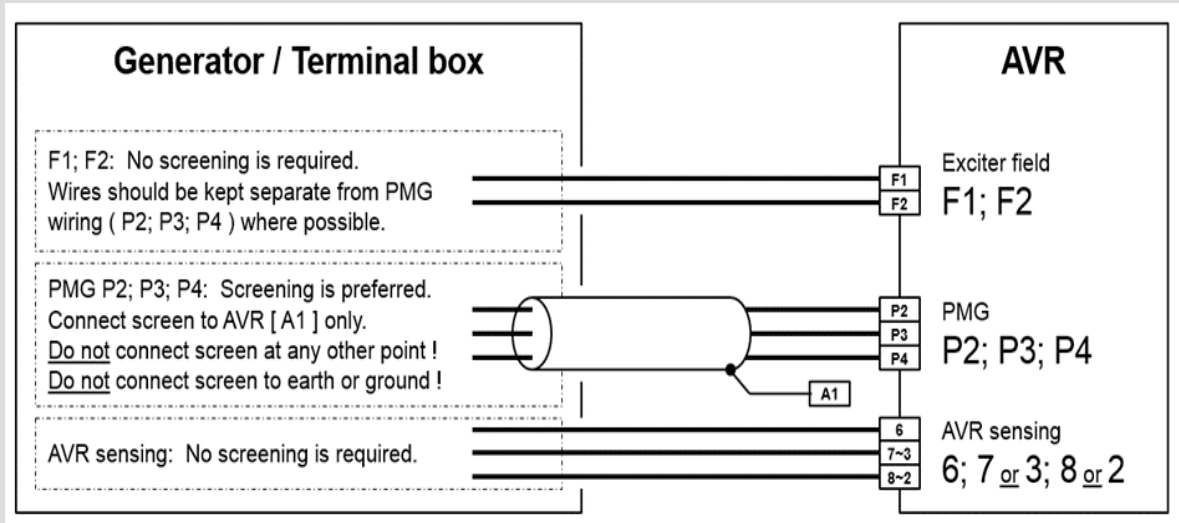 Generator / Terminal box
AVR
F1; F2: No screening is required.
Wires should be kept separate from PMG
wiring ( P2; P3; P4 ) where possible.
F1
F2
Exciter field
F1; F2
PMG P2; P3; P4: Screening is preferred.
Connect screen to AVR [ A1 ] only.
Do not connect screen at any other point !
Do not connect screen to earth or ground !
P2
P3
P4
PMG
P2; P3; P4
A1
AVR sensing: No screening is required.
6
7~3
8~2
AVR sensing
6; 7 or 3; 8 or 2